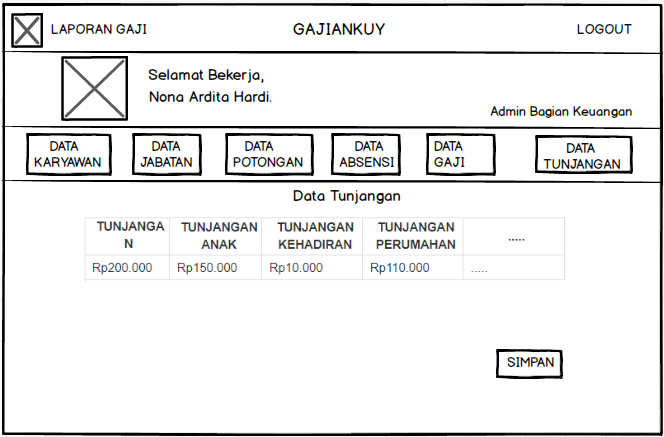 LAPORAN GAJI GAJIANKUY LOGOUT
Selamat Bekerja,
Nona Ardita Hardi.
Admin Bagian Keuangan
DATA KARYAWAN
DATA JABATAN
DATA POTONGAN
DATA ABSENSI
DATA GAJI
DATA TUNJANGAN
Data Tunjangan
TUNJANGA N
TUNJANGAN ANAK
TUNJANGAN KEHADIRAN
TUNJANGAN PERUMAHAN
.....
Rp200.000 Rp150.000 Rp10.000 Rp110.000 .....
SIMPAN